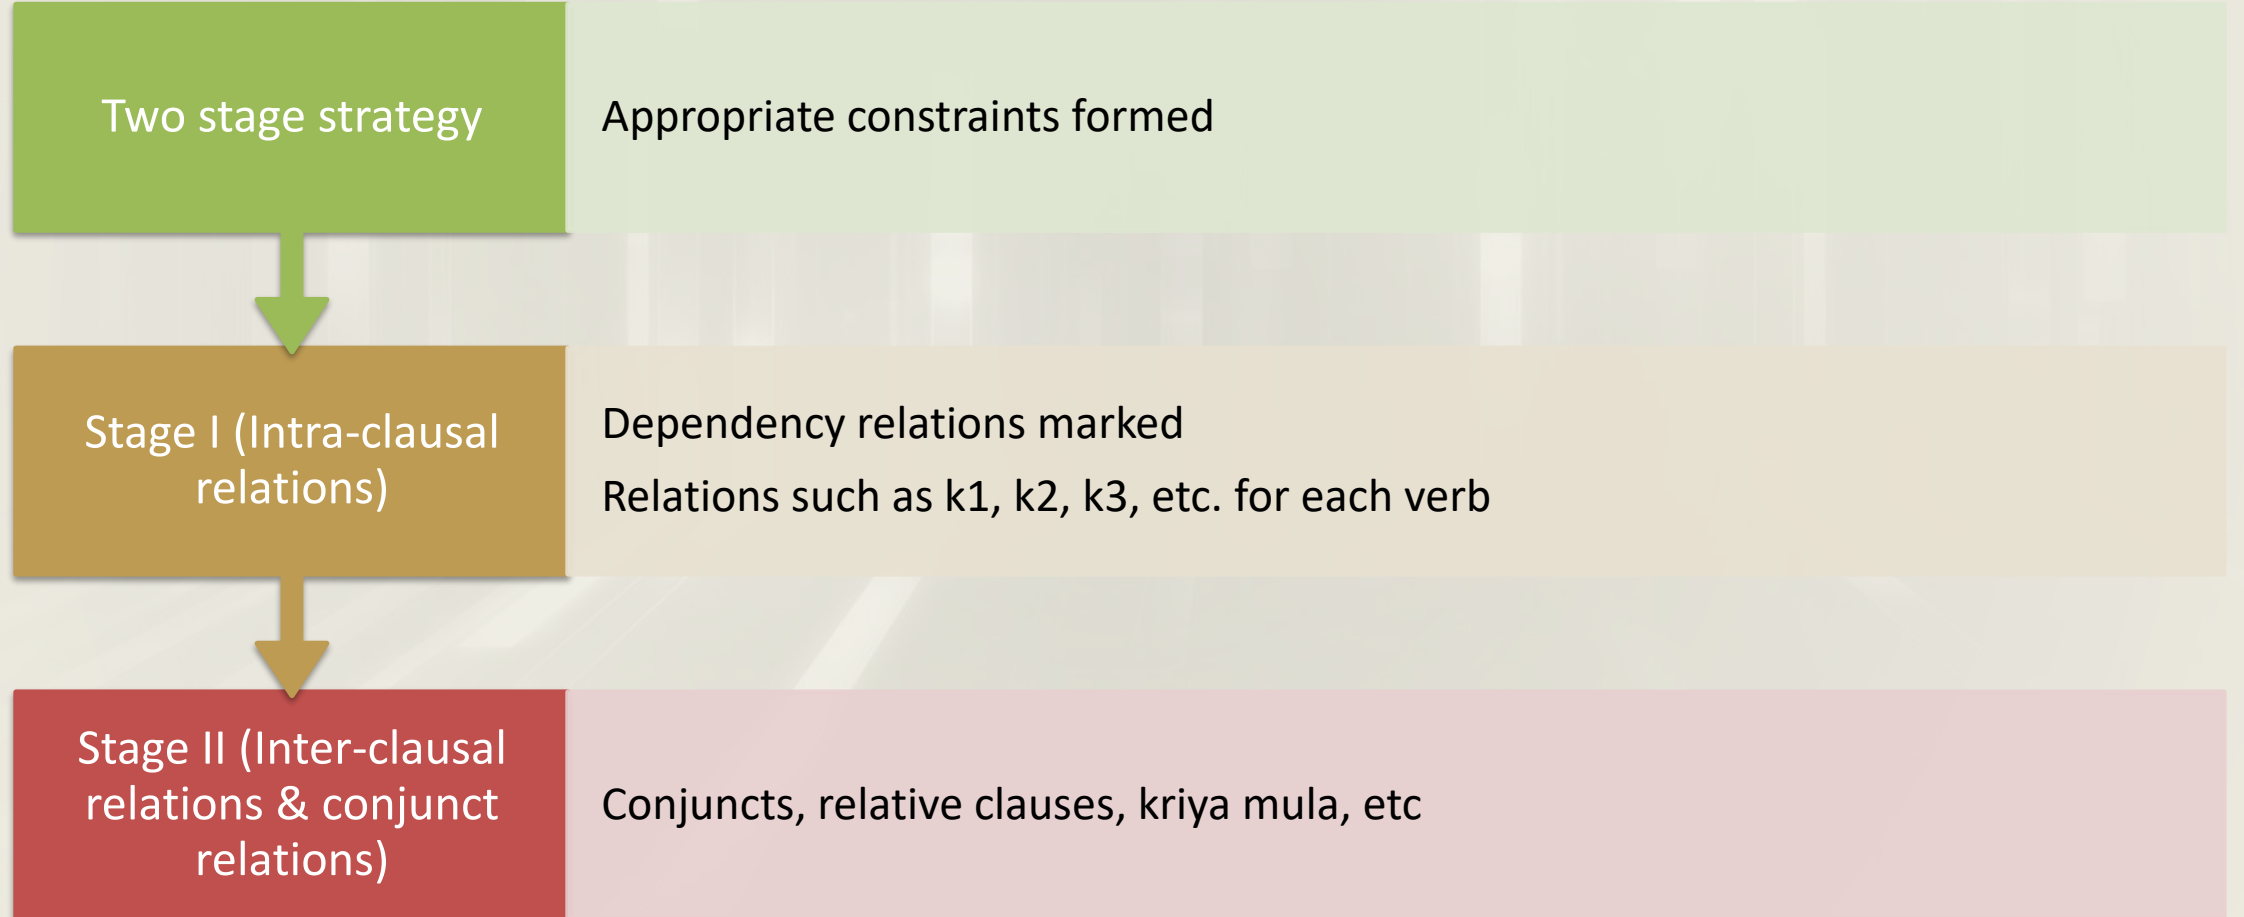 Two stage strategy
Appropriate constraints formed
Stage I (Intra-clausal
relations)
Dependency relations marked
Relations such as k1, k2, k3, etc. for each verb
Stage II (Inter-clausal
relations & conjunct
relations)
Conjuncts, relative clauses, kriya mula, etc